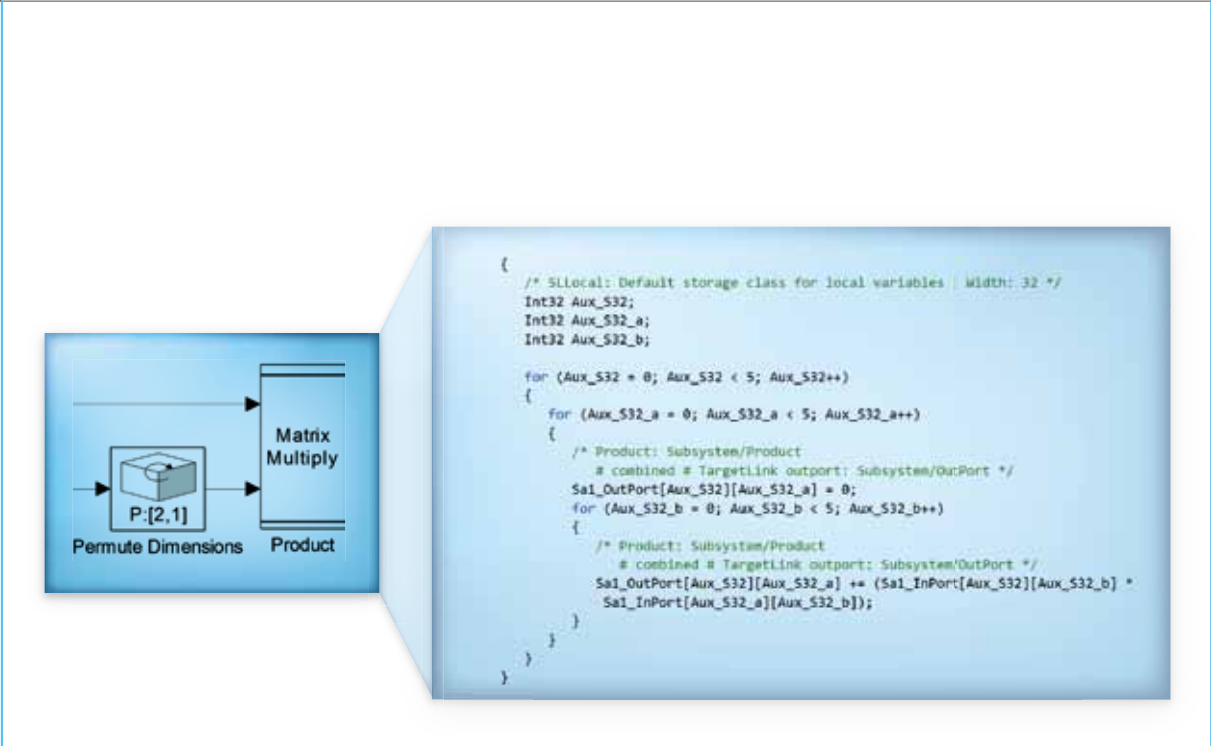 Matrix
Multiply
P:[2,1]
Permute Dimensions
Product
{
/* SLLocal: Default storage class for local variables | Width: 32 */
Int32 Aux_S32;
Int32 Aux_S32_a;
Int32 Aux_S32_b;
for (Aux_S32 = 0; Aux_S32 < 5; Aux_S32++)
{
for (Aux_S32_a = 0; Aux_S32_a < 5; Aux_S32_a++)
{
/* Product: Subsystem/Product
# combined # TargetLink outport: Subsystem/OutPort */
Sa1_OutPort[Aux_S32][Aux_S32_a] = 0;
for (Aux_S32_b = 0; Aux_S32_b < 5; Aux_S32_b++)
{
/* Product: Subsystem/Product
# combined # TargetLink outport: Subsystem/OutPort */
Sa1_OutPort[Aux_S32][Aux_S32_a] += (Sa1_InPort[Aux_S32][Aux_S32_b] *
Sa1_InPort[Aux_S32_a][Aux_S32_b]);
}
}
}
}